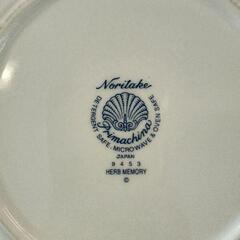 Noritake
Primachina
DETERGENT SAFE, MICROWAVE & OVEN SAFE
JAPAN
9453
HERB MEMORY
©